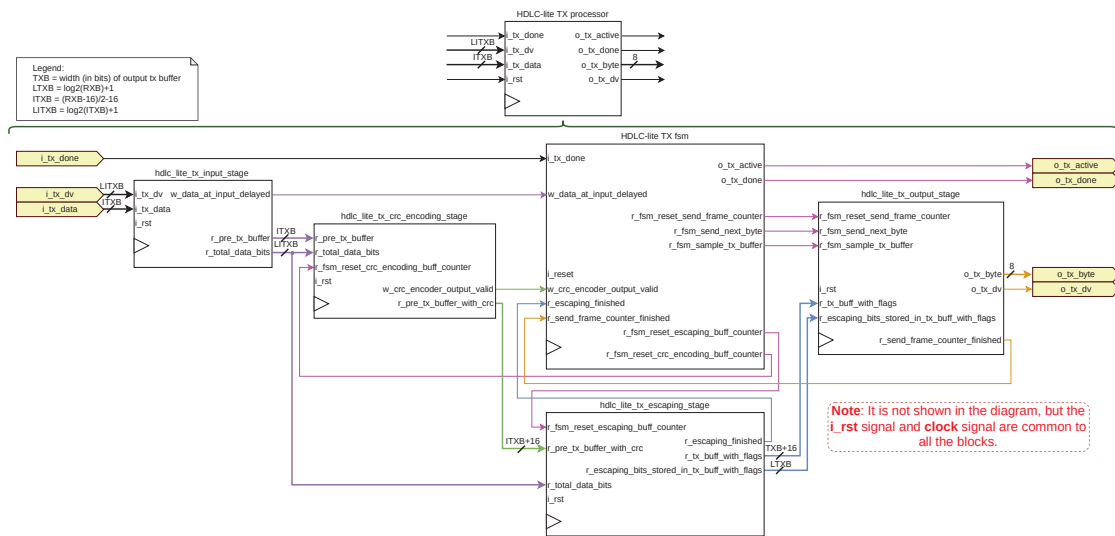 HDLC-lite TX processor
i_tx_done
i_tx_dv
i_tx_data
i_rst
LITXB
ITXB
o_tx_active
o_tx_done
o_tx_byte
o_tx_dv
8
Legend:
TXB = width (in bits) of output tx buffer
LTXB = log2(RXB)+1
ITXB = (RXB-16)/2-16
LITXB = log2(ITXB)+1
i_tx_done
i_tx_dv
i_tx_data
LITXB
ITXB
hdlc_lite_tx_input_stage
i_tx_dv
i_tx_data
i_rst
w_data_at_input_delayed
r_pre_tx_buffer
r_total_data_bits
ITXB
LITXB
hdlc_lite_tx_crc_encoding_stage
r_pre_tx_buffer
r_total_data_bits
r_fsm_reset_crc_encoding_buff_counter
i_rst
w_crc_encoder_output_valid
r_pre_tx_buffer_with_crc
HDLC-lite TX fsm
i_tx_done
w_data_at_input_delayed
i_reset
w_crc_encoder_output_valid
r_escaping_finished
r_send_frame_counter_finished
o_tx_active
o_tx_done
r_fsm_reset_send_frame_counter
r_fsm_send_next_byte
r_fsm_sample_tx_buffer
r_fsm_reset_escaping_buff_counter
r_fsm_reset_crc_encoding_buff_counter
hdlc_lite_tx_output_stage
r_fsm_reset_send_frame_counter
r_fsm_send_next_byte
r_fsm_sample_tx_buffer
o_tx_byte
o_tx_dv
i_rst
r_tx_buff_with_flags
r_escaping_bits_stored_in_tx_buff_with_flags
r_send_frame_counter_finished
8
o_tx_active
o_tx_done
o_tx_byte
o_tx_dv
hdlc_lite_tx_escaping_stage
ITXB+16
r_fsm_reset_escaping_buff_counter
r_pre_tx_buffer_with_crc
r_total_data_bits
i_rst
r_escaping_finished
r_tx_buff_with_flags
r_escaping_bits_stored_in_tx_buff_with_flags
TXB+16
LTXB
Note: It is not shown in the diagram, but the
i_rst signal and clock signal are common to
all the blocks.